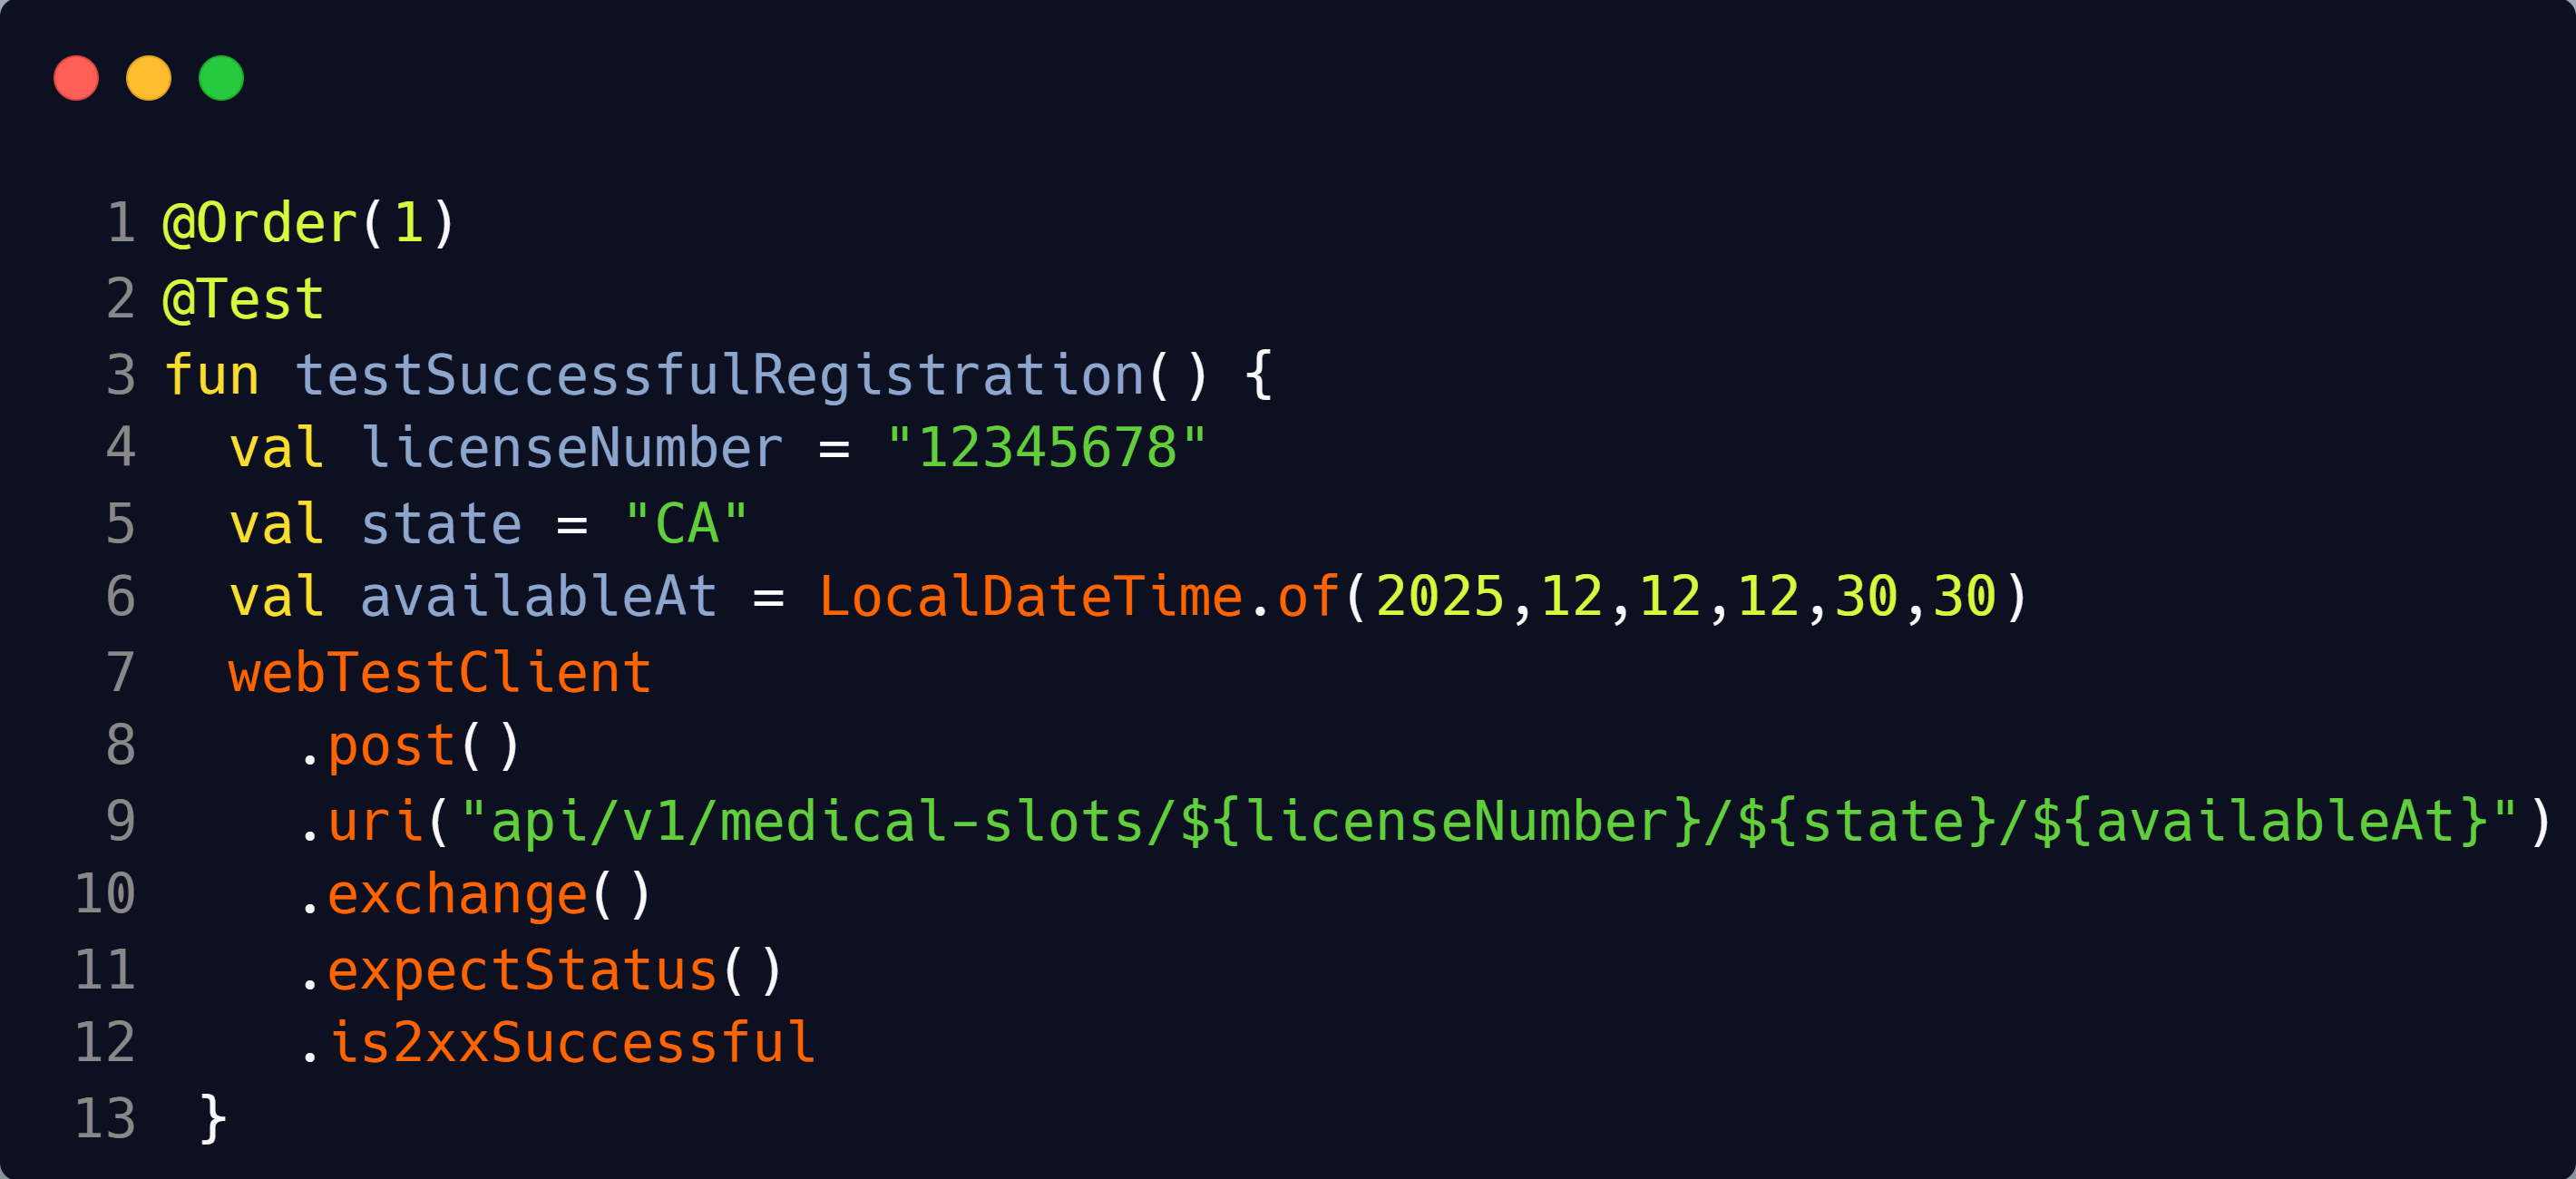 1 @Order(1)
2 @Test
3 fun testSuccessfulRegistration() {
4   val licenseNumber = "12345678"
5   val state = "CA"
6   val availableAt = LocalDateTime.of(2025,12,12,12,30,30)
7   webTestClient
8     .post()
9     .uri("api/v1/medical-slots/${licenseNumber}/${state}/${availableAt}")
10     .exchange()
11     .expectStatus()
12     .is2xxSuccessful
13  }